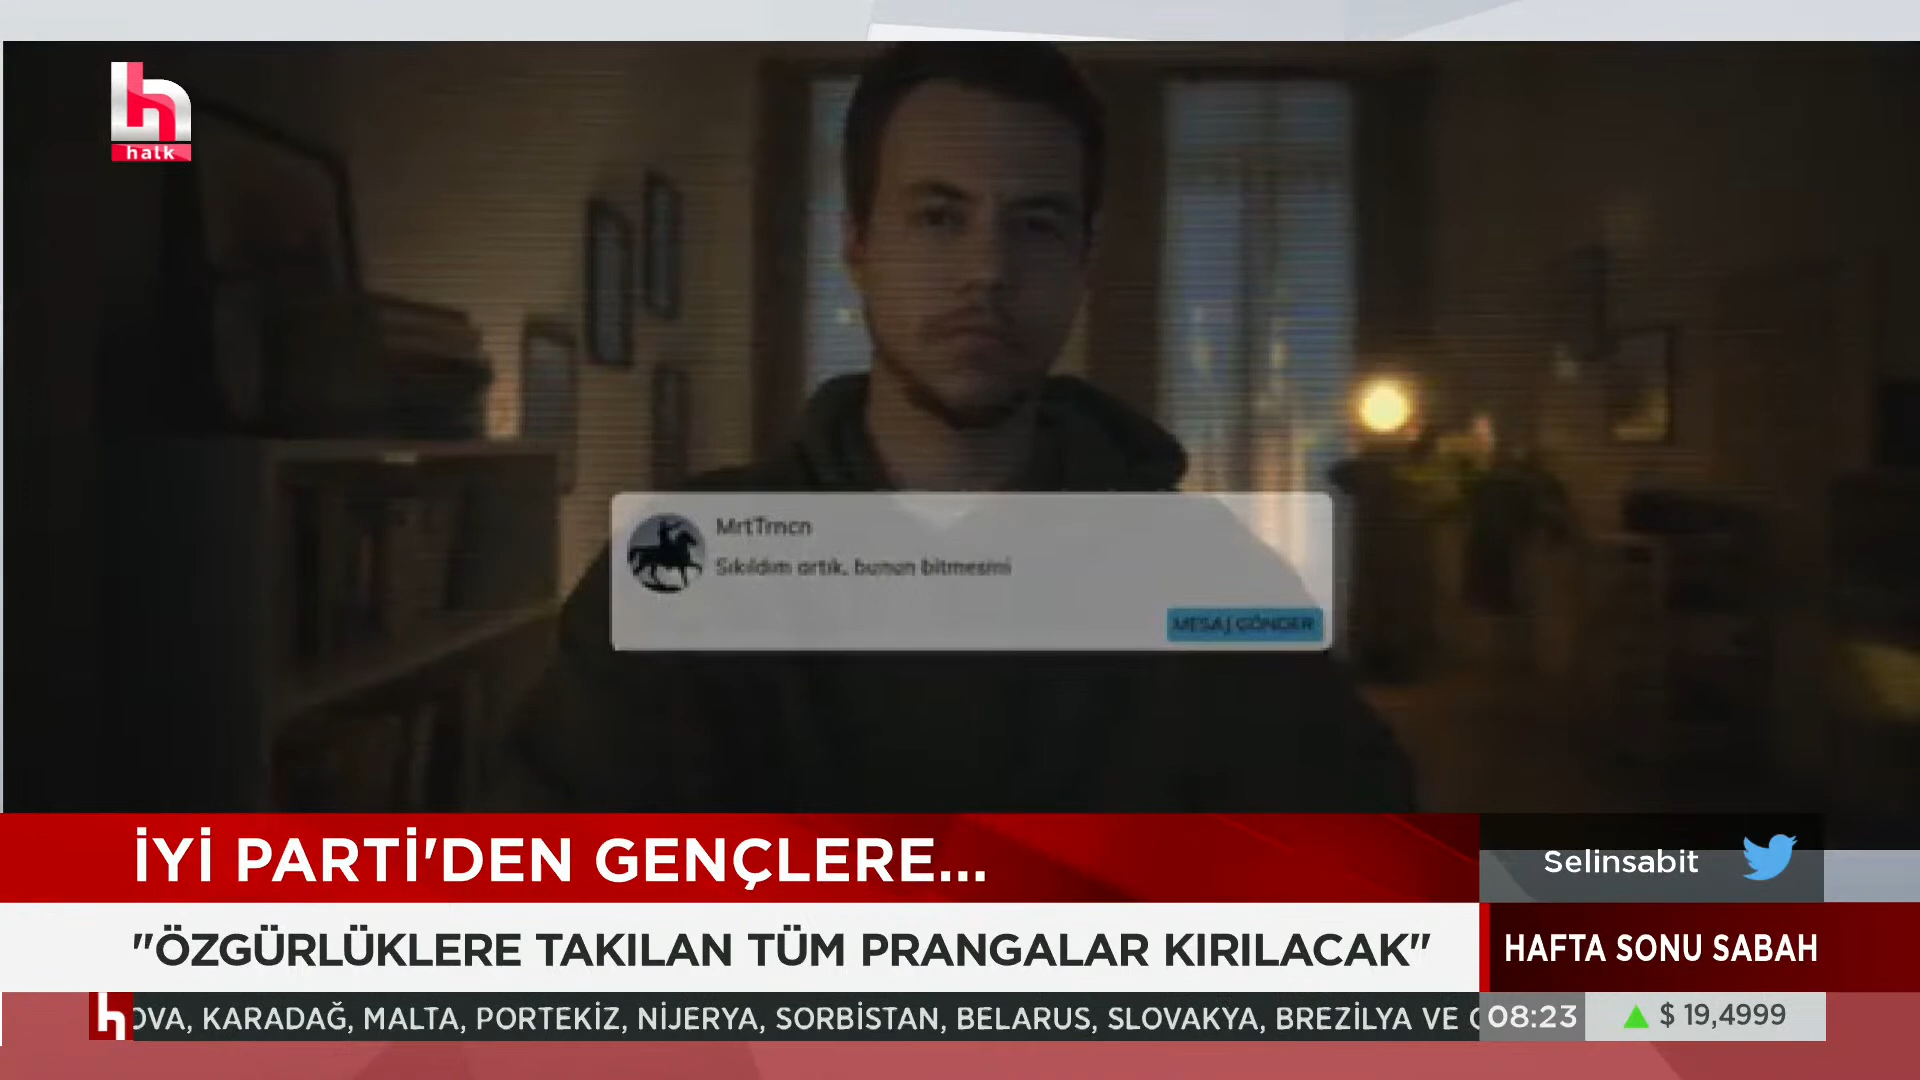 halk
MrtTrncn
Sıkıldım artık, bunun bitmesini
MESAJ GÖNDER
İYİ PARTİ'DEN GENÇLERE...
Selinsabit
"ÖZGÜRLÜKLERE TAKILAN TÜM PRANGALAR KIRILACAK"
HAFTA SONU SABAH
OVA, KARADAĞ, MALTA, PORTEKİZ, NİJERYA, SORBİSTAN, BELARUS, SLOVAKYA, BREZİLYA VE
08:23
$ 19,4999